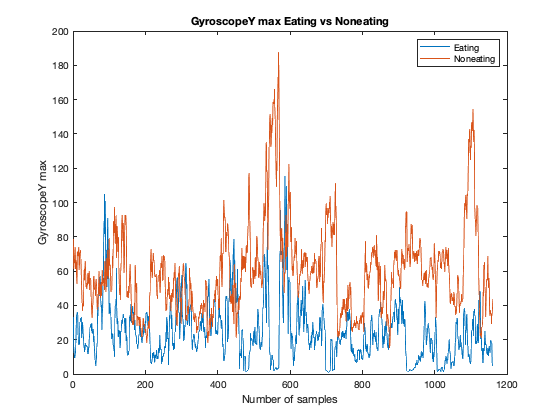 GyroscopeY max Eating vs Noneating
200
180
160
140
120
100
80
60
40
20
0
GyroscopeY max
Eating
Noneating
0 200 400 600 800 1000 1200
Number of samples